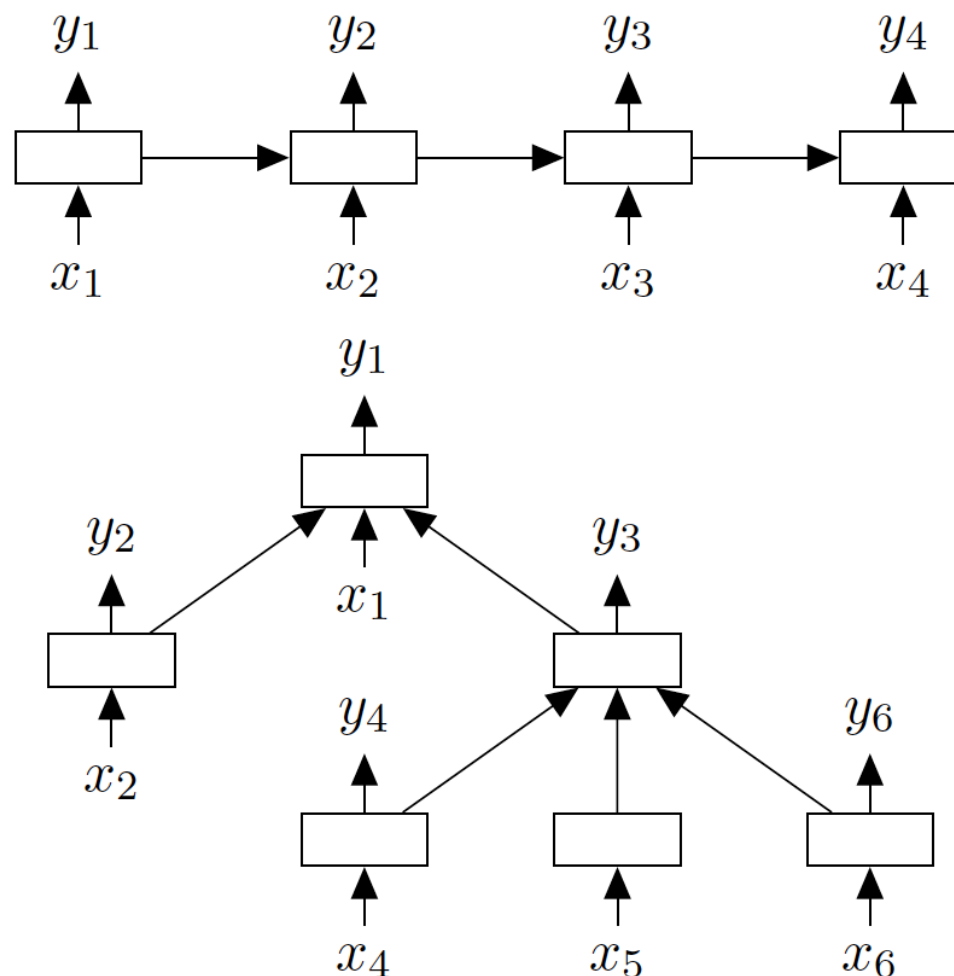 y₁ y₂ y₃ y₄
x₁ x₂ x₃ x₄
y₁
y₂ y₃
x₁
y₄ y₆
x₂
x₄ x₅ x₆